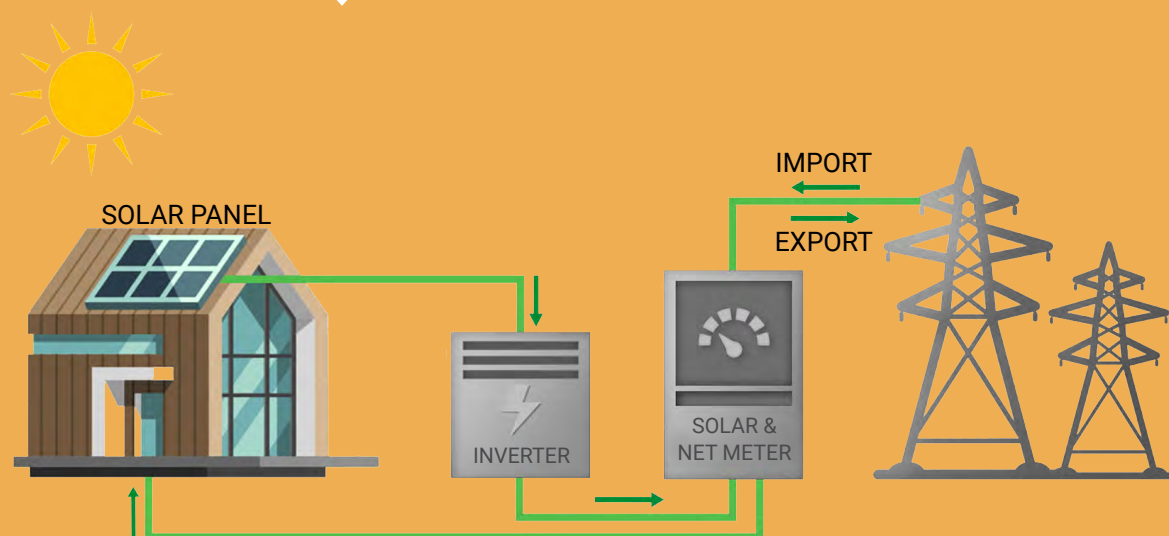 IMPORT
EXPORT
SOLAR PANEL
INVERTER
SOLAR &
NET METER